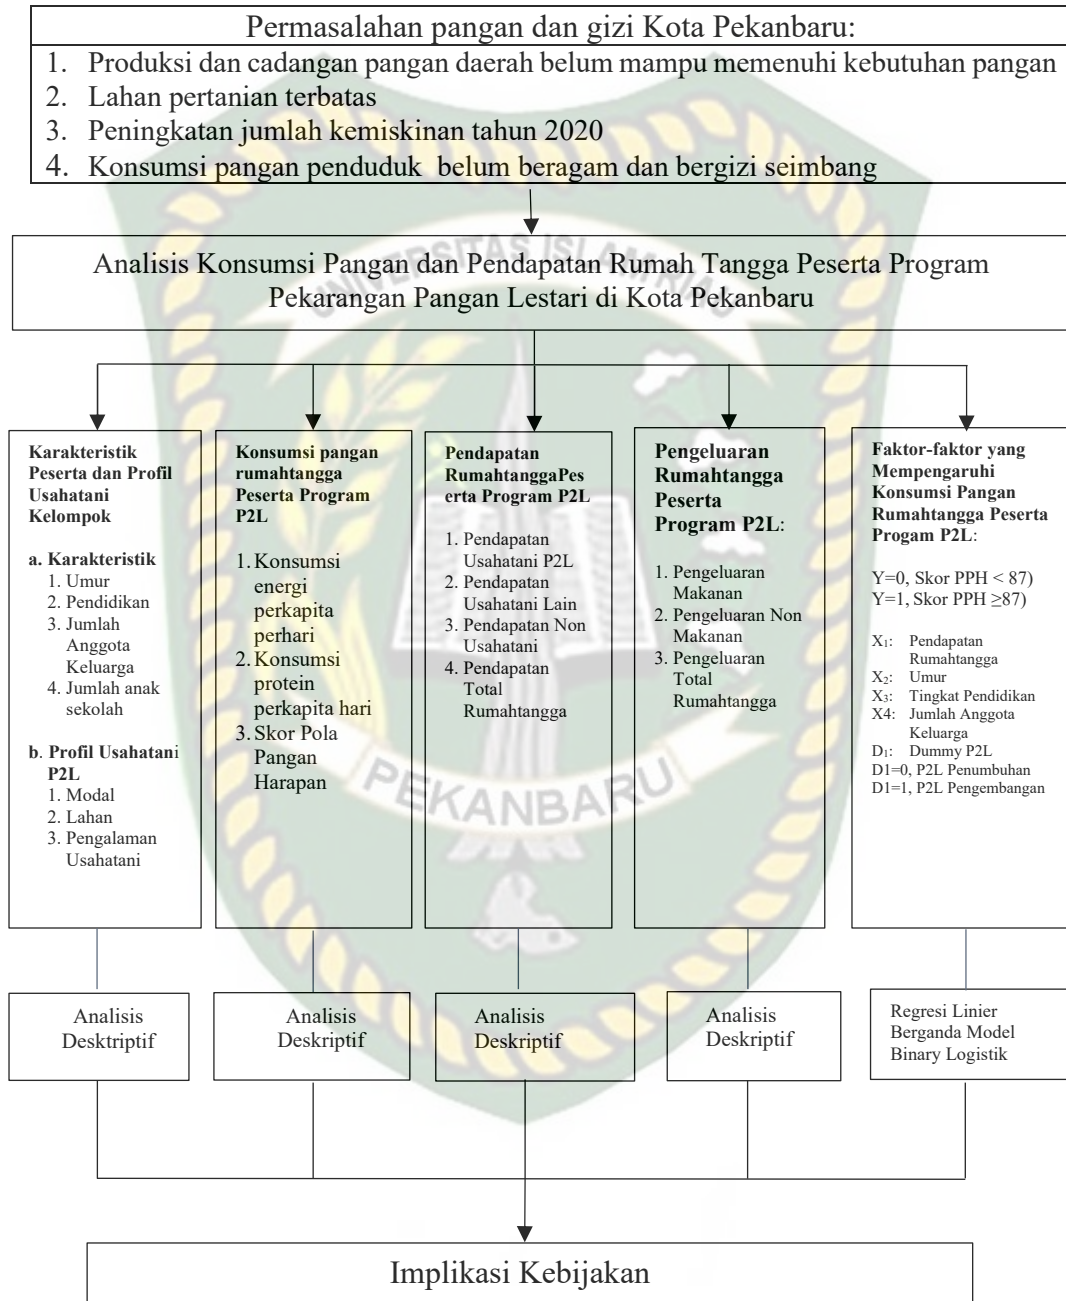 Permasalahan pangan dan gizi Kota Pekanbaru:
1. Produksi dan cadangan pangan daerah belum mampu memenuhi kebutuhan pangan
2. Lahan pertanian terbatas
3. Peningkatan jumlah kemiskinan tahun 2020
4. Konsumsi pangan penduduk belum beragam dan bergizi seimbang
UNIVERSITAS ISLAM RIAU
Analisis Konsumsi Pangan dan Pendapatan Rumah Tangga Peserta Program
Pekarangan Pangan Lestari di Kota Pekanbaru
Karakteristik
Peserta dan Profil
Usahatani
Kelompok
a. Karakteristik
1. Umur
2. Pendidikan
3. Jumlah
Anggota
Keluarga
4. Jumlah anak
sekolah
b. Profil Usahatani
P2L
1. Modal
2. Lahan
3. Pengalaman
Usahatani
Konsumsi pangan
rumahtangga
Peserta Program
P2L
1. Konsumsi
energi
perkapita
perhari
2. Konsumsi
protein
perkapita hari
3. Skor Pola
Pangan
Harapan
Pendapatan
RumahtanggaPes
erta Program P2L
1. Pendapatan
Usahatani P2L
2. Pendapatan
Usahatani Lain
3. Pendapatan Non
Usahatani
4. Pendapatan
Total
Rumahtangga
Pengeluaran
Rumahtangga
Peserta
Program P2L:
1. Pengeluaran
Makanan
2. Pengeluaran Non
Makanan
3. Pengeluaran
Total
Rumahtangga
Faktor-faktor yang
Mempengaruhi
Konsumsi Pangan
Rumahtangga Peserta
Progam P2L:
Y=0, Skor PPH < 87)
Y=1, Skor PPH ≥87)
X₁: Pendapatan
Rumahtangga
X₂: Umur
X₃: Tingkat Pendidikan
X4: Jumlah Anggota
Keluarga
D₁: Dummy P2L
D1=0, P2L Penumbuhan
D1=1, P2L Pengembangan
PEKANBARU
Analisis
Desktriptif
Analisis
Deskriptif
Analisis
Deskriptif
Analisis
Deskriptif
Regresi Linier
Berganda Model
Binary Logistik
Implikasi Kebijakan